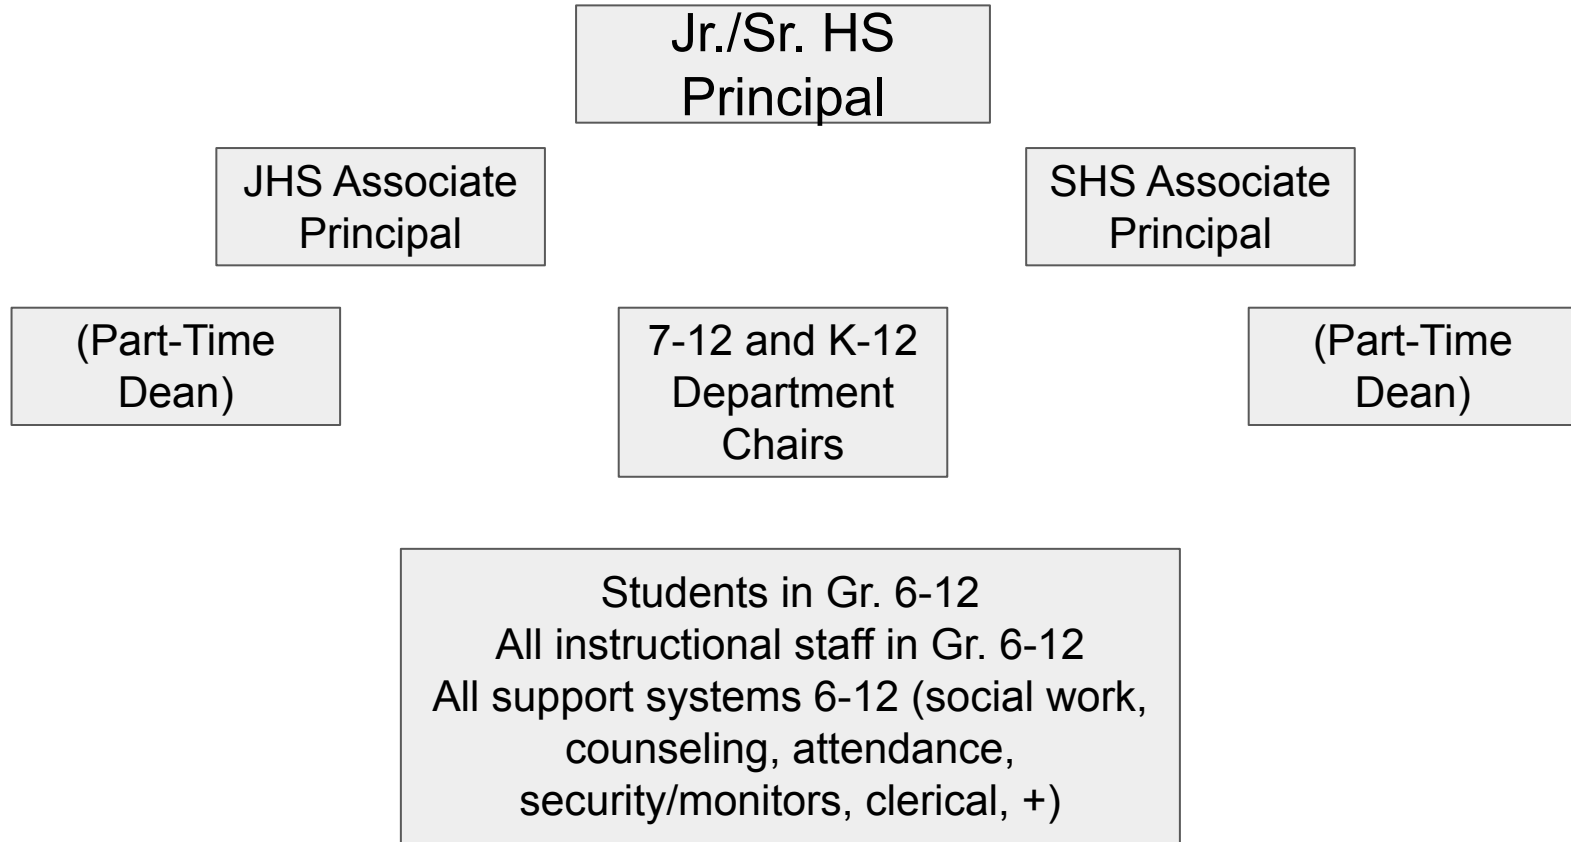 Jr./Sr. HS
Principal
JHS Associate
Principal
SHS Associate
Principal
(Part-Time
Dean)
7-12 and K-12
Department
Chairs
(Part-Time
Dean)
Students in Gr. 6-12
All instructional staff in Gr. 6-12
All support systems 6-12 (social work,
counseling, attendance,
security/monitors, clerical, +)